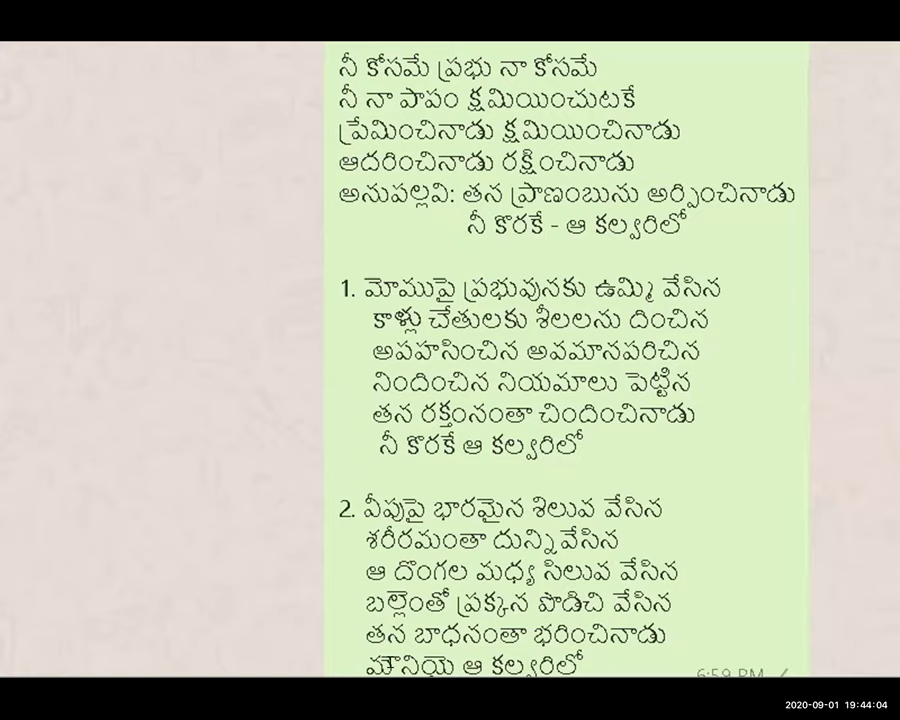 నీ కోసమే ప్రభు నా కోసమే
నీ నా పాపం క్షమియించుటకే
ప్రేమించినాడు క్షమియించినాడు
ఆదరించినాడు రక్షించినాడు
అనుపల్లవి: తన ప్రాణంబును అర్పించినాడు
నీ కొరకే - ఆ కల్వరిలో
1. మోముపై ప్రభువునకు ఉమ్మి వేసిన
కాళ్లు చేతులకు శీలలను దించిన
అపహసించిన అవమానపరిచిన
నిందించిన నియమాలు పెట్టిన
తన రక్తంనంతా చిందించినాడు
నీ కొరకే ఆ కల్వరిలో
2. వీపుపై భారమైన శిలువ వేసిన
శరీరమంతా దున్ని వేసిన
ఆ దొంగల మధ్య సిలువ వేసిన
బల్లెంతో ప్రక్కన పొడిచి వేసిన
తన బాధనంతా భరించినాడు
మౌనియై ఆ కల్వరిలో
6:59 PM
2020-09-01 19:44:04